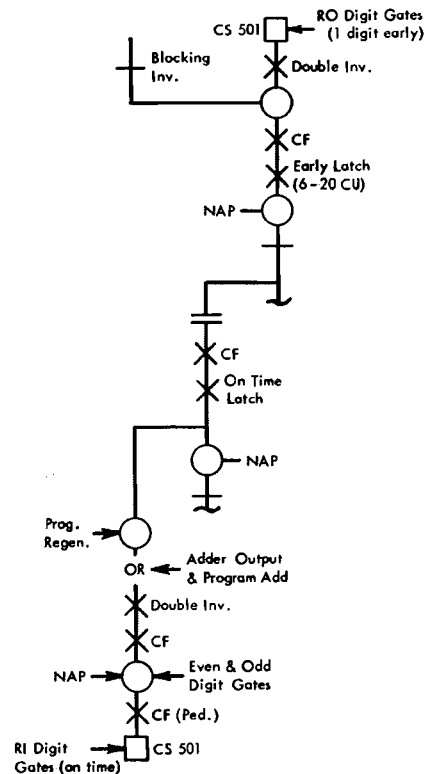 CS 501
RO Digit Gates
(1 digit early)
Blocking
Inv.
Double Inv.
CF
Early Latch
(6-20 CU)
NAP
CF
On Time
Latch
NAP
Prog.
Regen.
OR
Adder Output
& Program Add
Double Inv.
CF
NAP
Even & Odd
Digit Gates
CF (Ped.)
RI Digit
Gates (on time)
CS 501